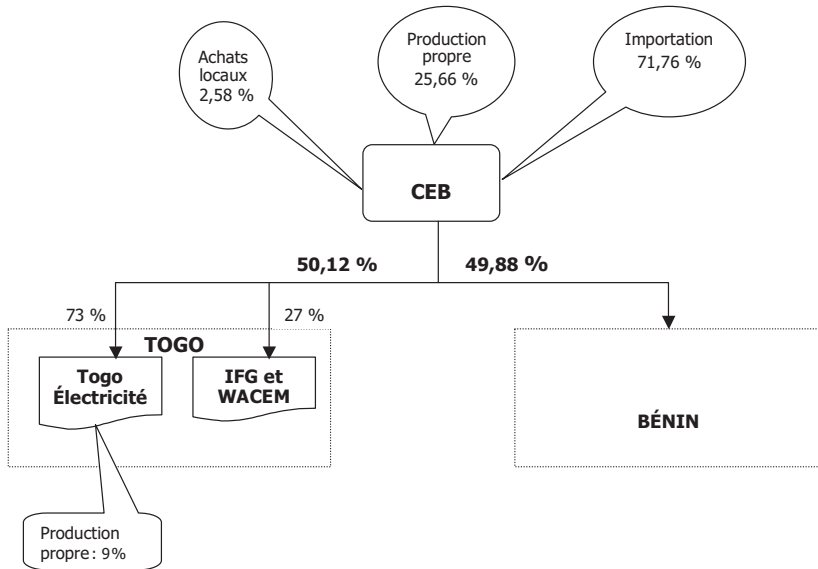 Achats
locaux
2,58 %
Production
propre
25,66 %
Importation
71,76 %
CEB
50,12 %
49,88 %
73 %
27 %
TOGO
Togo
Électricité
IFG et
WACEM
BÉNIN
Production
propre : 9%